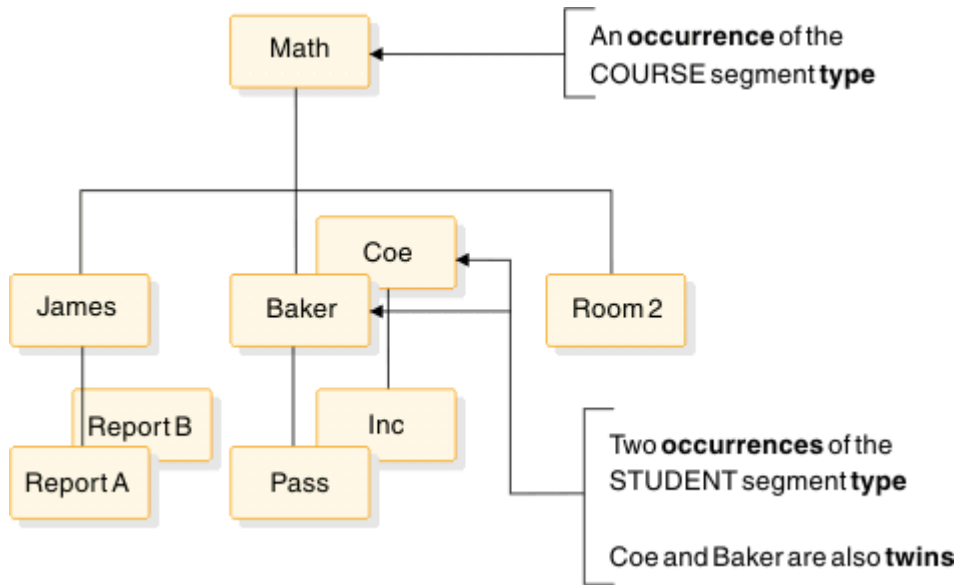 Math
An occurrence of the
COURSE segment type
Coe
James
Baker
Room 2
Report B
Inc
Report A
Pass
Two occurrences of the
STUDENT segment type
Coe and Baker are also twins